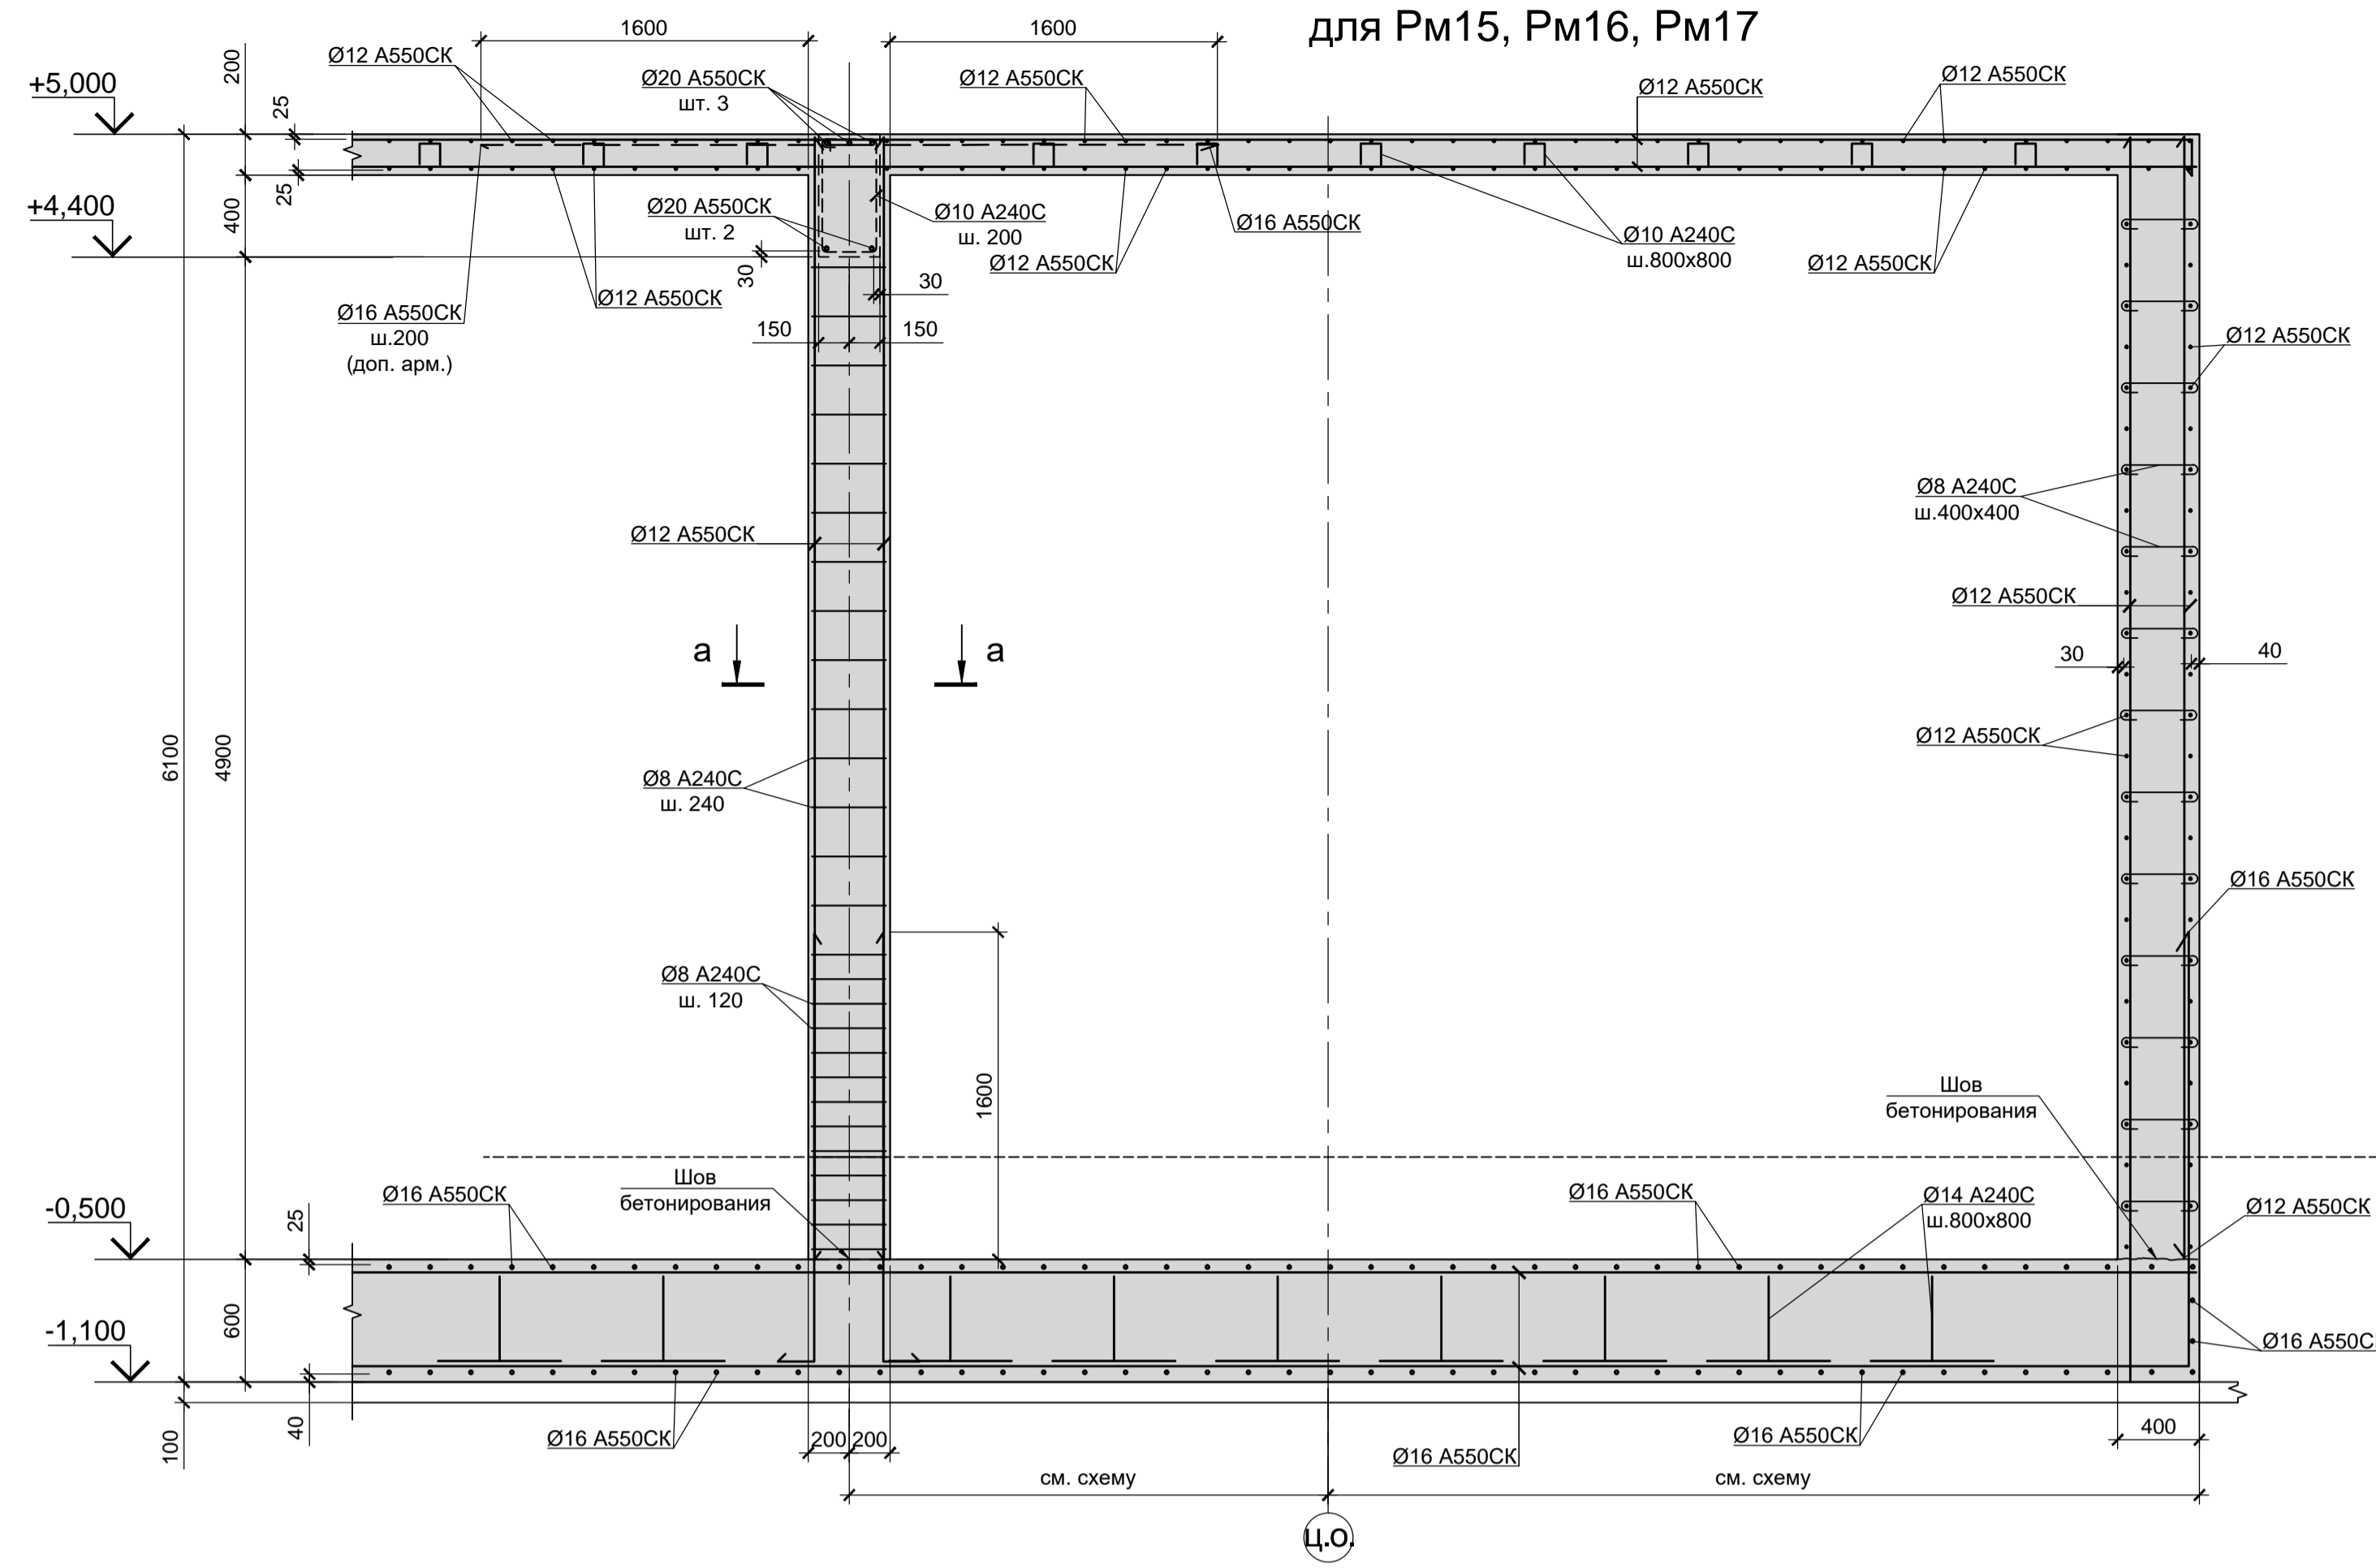 для Рм15, Рм16, Рм17
1600
1600
200
Ø12 А550СК
Ø20 А550СК
шт. 3
Ø12 А550СК
Ø12 А550СК
Ø12 А550СК
+5,000
25
+4,400
400
25
Ø20 А550СК
шт. 2
Ø10 А240С
ш. 200
Ø16 А550СК
Ø10 А240С
ш.800х800
Ø12 А550СК
Ø12 А550СК
30
30
Ø12 А550СК
Ø16 А550СК
ш.200
(доп. арм.)
150
150
Ø12 А550СК
Ø8 А240С
ш.400х400
Ø12 А550СК
Ø12 А550СК
а
а
30
40
6100
4900
Ø12 А550СК
Ø8 А240С
ш. 240
Ø16 А550СК
Ø8 А240С
ш. 120
1600
Шов
бетонирования
Шов
бетонирования
Ø16 А550СК
Ø16 А550СК
Ø14 А240С
ш.800х800
Ø12 А550СК
-0,500
25
600
-1,100
Ø16 А550С
100
40
Ø16 А550СК
200
200
Ø16 А550СК
Ø16 А550СК
400
см. схему
см. схему
Ц.О.